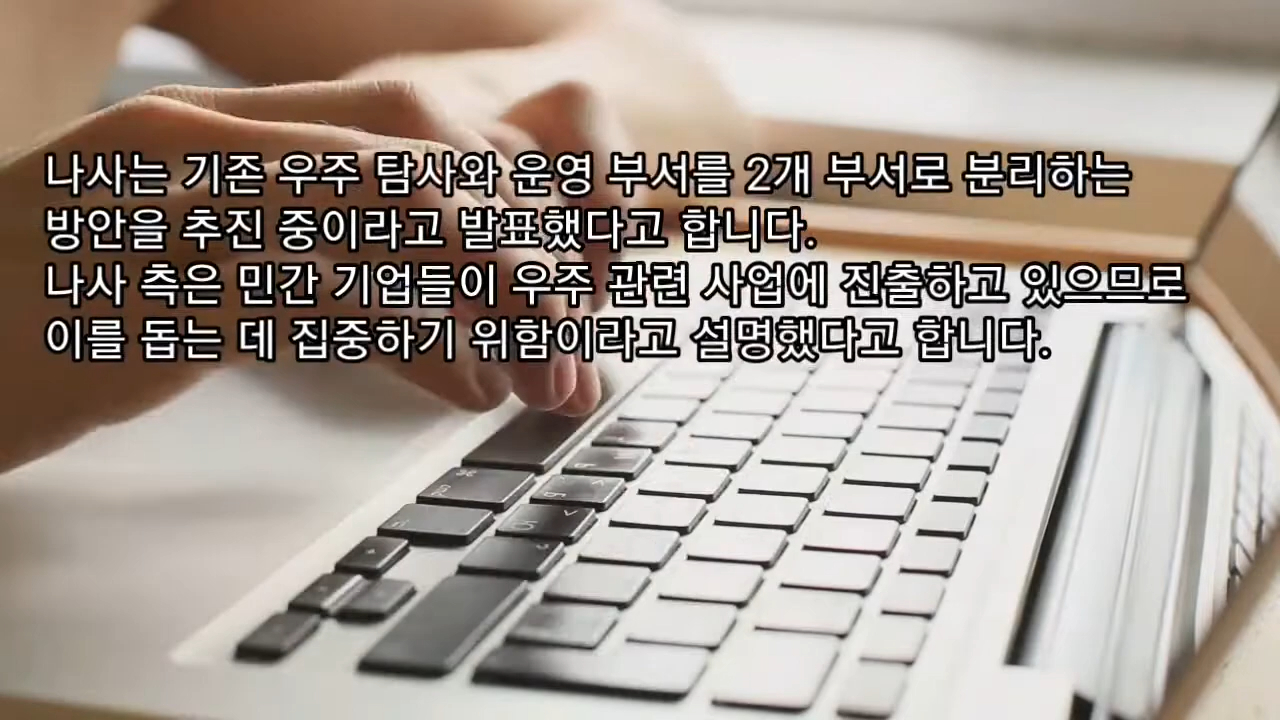 나사는 기존 우주 탐사와 운영 부서를 2개 부서로 분리하는
방안을 추진 중이라고 발표했다고 합니다.
나사 측은 민간 기업들이 우주 관련 사업에 진출하고 있으므로
이를 돕는 데 집중하기 위함이라고 설명했다고 합니다.